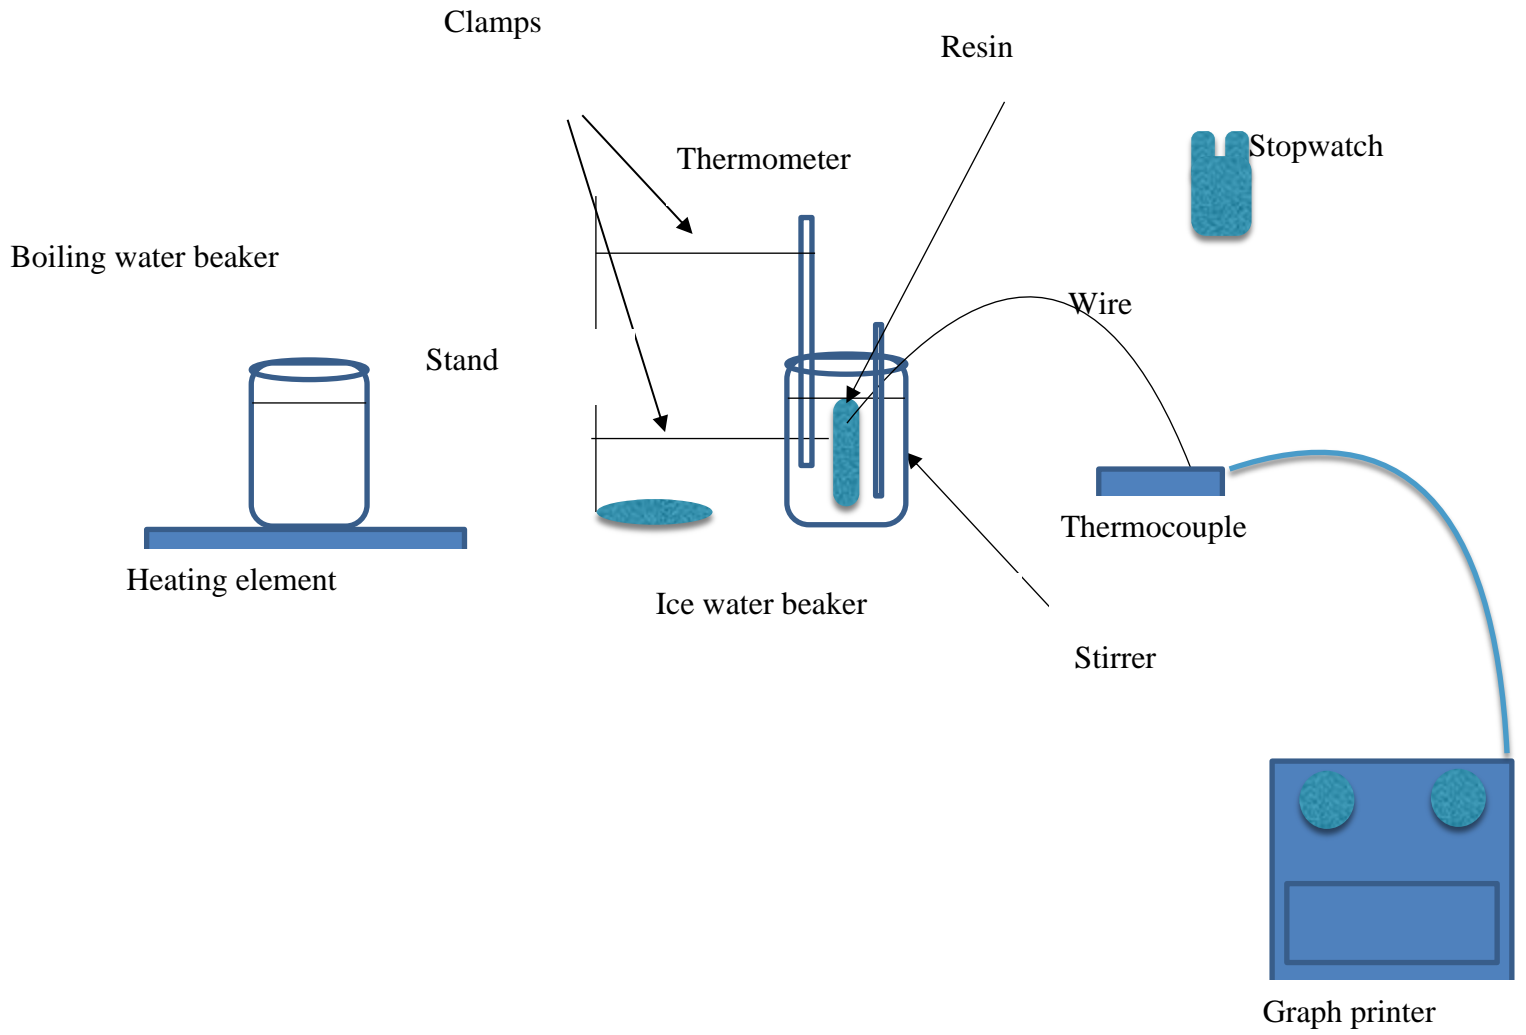 Clamps
Resin
Thermometer
Stopwatch
Boiling water beaker
Wire
Stand
Thermocouple
Heating element
Ice water beaker
Stirrer
Graph printer